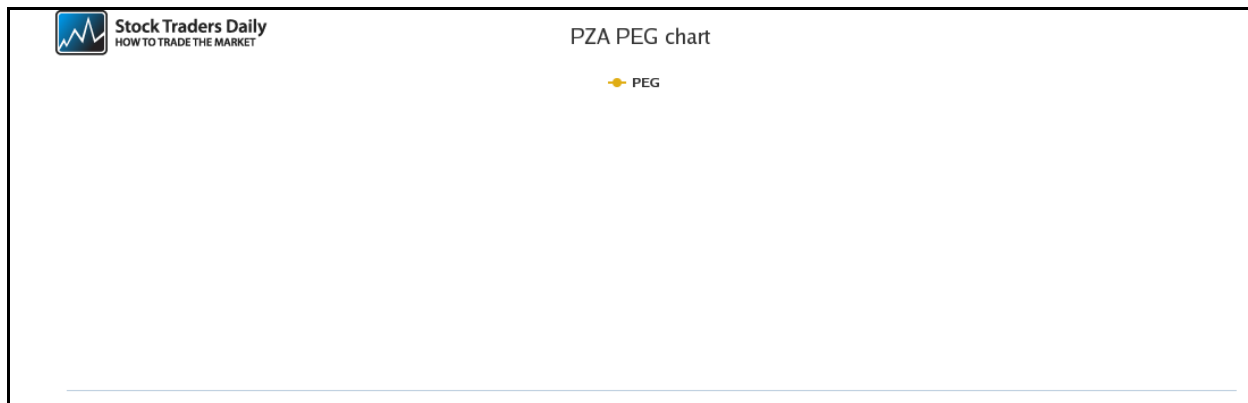 Stock Traders Daily
HOW TO TRADE THE MARKET
PZA PEG chart
PEG